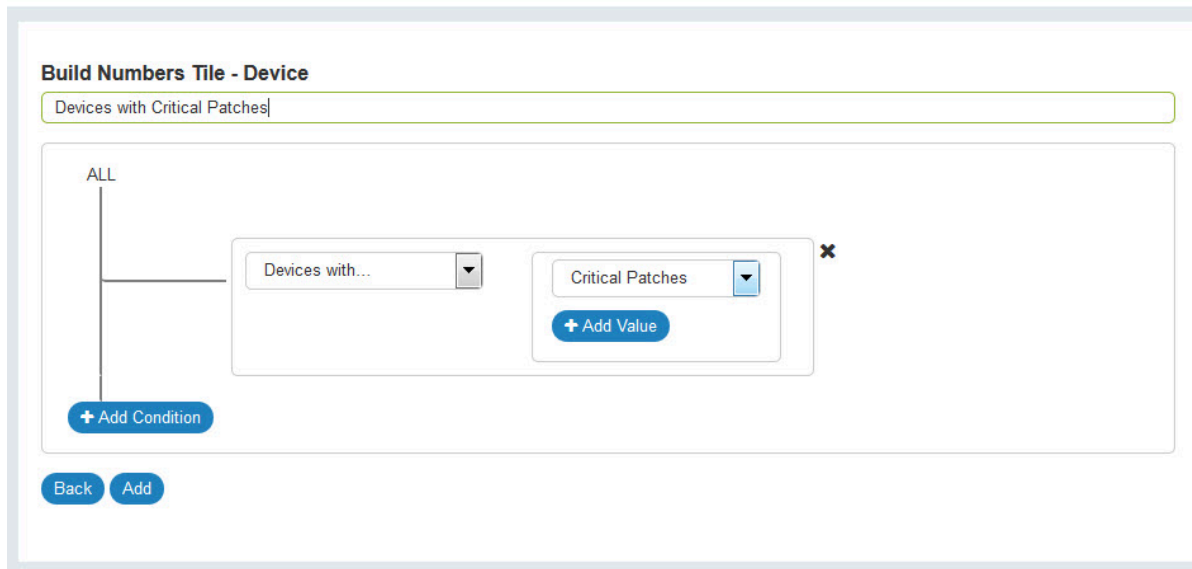 Build Numbers Tile - Device
Devices with Critical Patches
ALL
Devices with...
Critical Patches
Add Value
Add Condition
Back Add